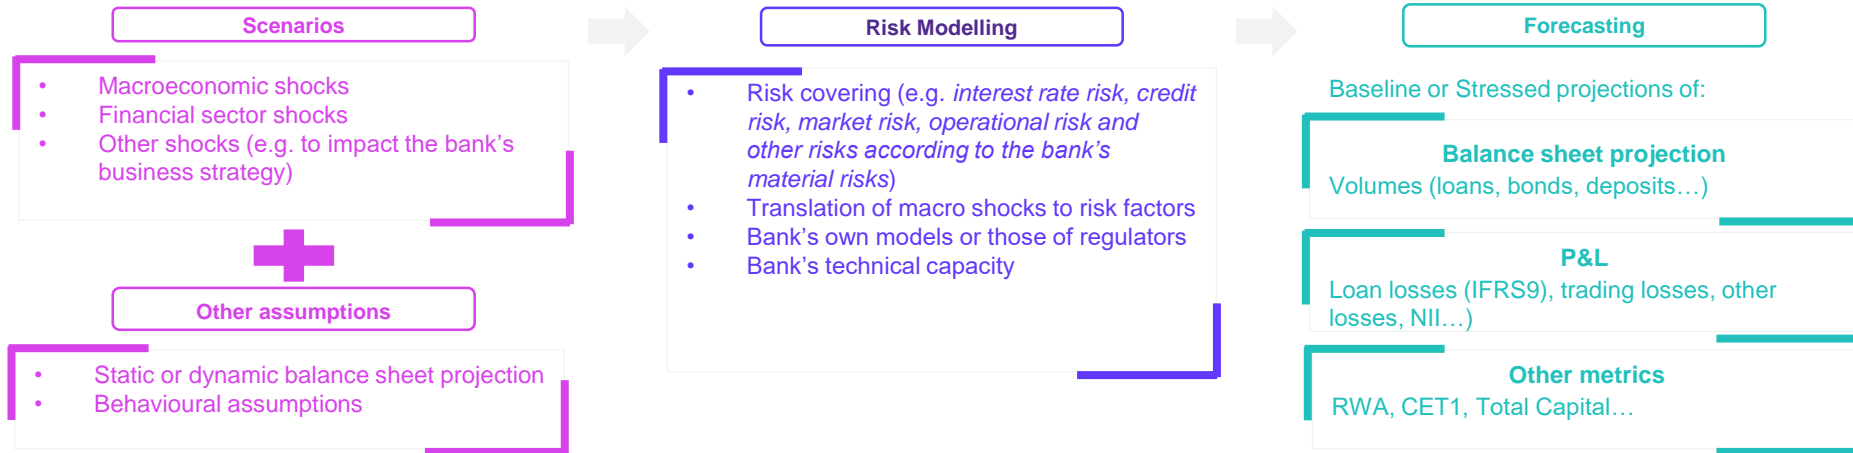 Scenarios
• Macroeconomic shocks
• Financial sector shocks
• Other shocks (e.g. to impact the bank's
business strategy)
Other assumptions
• Static or dynamic balance sheet projection
• Behavioural assumptions
Risk Modelling
• Risk covering (e.g. interest rate risk, credit
risk, market risk, operational risk and
other risks according to the bank's
material risks)
• Translation of macro shocks to risk factors
• Bank's own models or those of regulators
• Bank's technical capacity
Forecasting
Baseline or Stressed projections of:
Balance sheet projection
Volumes (loans, bonds, deposits…)
P&L
Loan losses (IFRS9), trading losses, other
losses, NII…)
Other metrics
RWA, CET1, Total Capital…